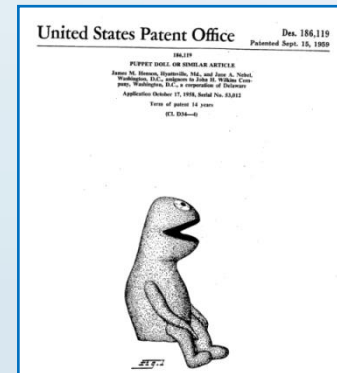 United States Patent Office
Des. 186,119
Patented Sept. 15, 1959
186,119
PUPPET DOLL OR SIMILAR ARTICLE
James M. Henson, Hyattsville, Md., and Jane A. Nebel,
Washington, D.C., assignors to John H. Wilkins Com-
pany, Washington, D.C., a corporation of Delaware
Application October 17, 1958, Serial No. 53,012
Term of patent 14 years
(Cl. D34—4)